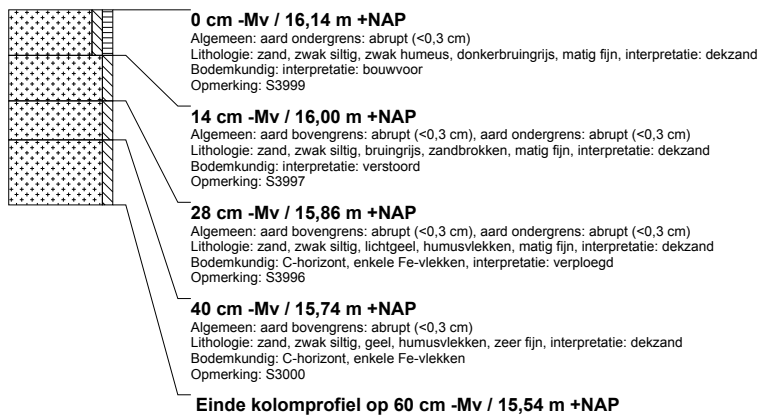 0 cm -Mv / 16,14 m +NAP
Algemeen: aard ondergrens: abrupt (<0,3 cm)
Lithologie: zand, zwak siltig, zwak humeus, donkerbruingrijs, matig fijn, interpretatie: dekzand
Bodemkundig: interpretatie: bouwvoor
Opmerking: S3999
14 cm -Mv / 16,00 m +NAP
Algemeen: aard bovengrens: abrupt (<0,3 cm), aard ondergrens: abrupt (<0,3 cm)
Lithologie: zand, zwak siltig, bruingrijs, zandbrokken, matig fijn, interpretatie: dekzand
Bodemkundig: interpretatie: verstoord
Opmerking: S3997
28 cm -Mv / 15,86 m +NAP
Algemeen: aard bovengrens: abrupt (<0,3 cm), aard ondergrens: abrupt (<0,3 cm)
Lithologie: zand, zwak siltig, lichtgeel, humusvlekken, matig fijn, interpretatie: dekzand
Bodemkundig: C-horizont, enkele Fe-vlekken, interpretatie: verploegd
Opmerking: S3996
40 cm -Mv / 15,74 m +NAP
Algemeen: aard bovengrens: abrupt (<0,3 cm)
Lithologie: zand, zwak siltig, geel, humusvlekken, zeer fijn, interpretatie: dekzand
Bodemkundig: C-horizont, enkele Fe-vlekken
Opmerking: S3000
Einde kolomprofiel op 60 cm -Mv / 15,54 m +NAP